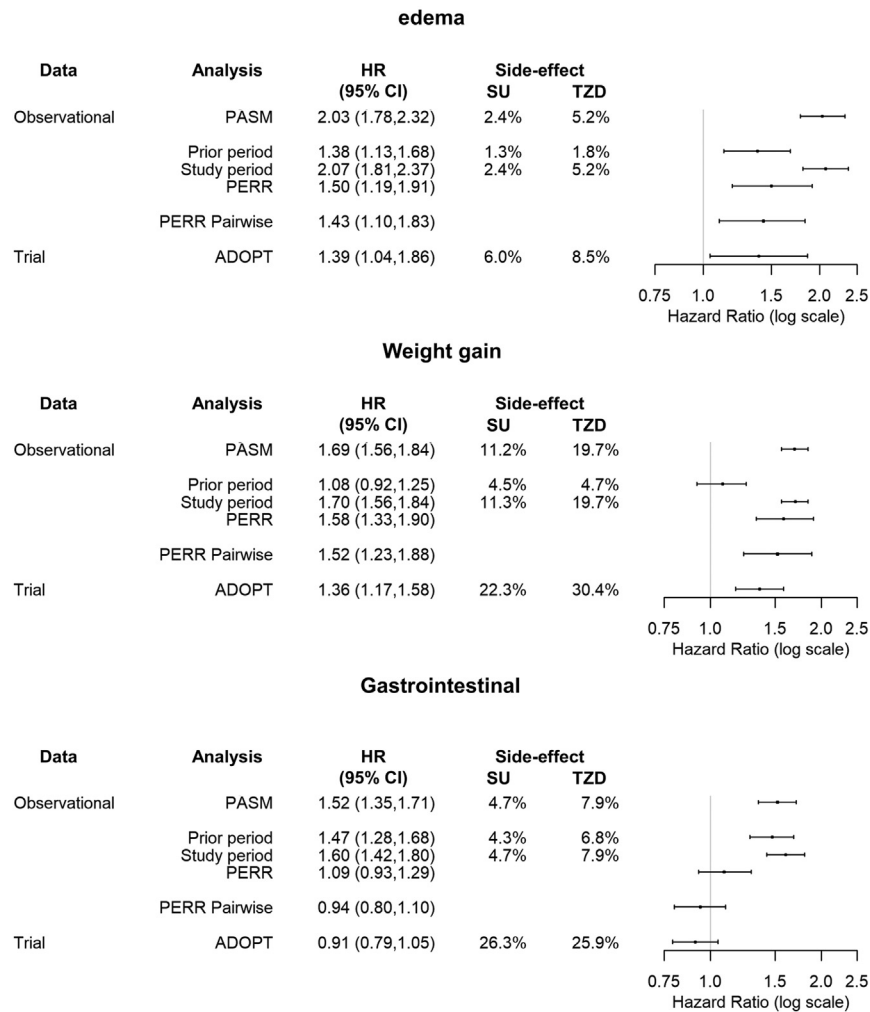 edema
Data Analysis HR Side-effect
(95% CI) SU TZD
Observational PASM 2.03 (1.78,2.32) 2.4% 5.2%
Prior period 1.38 (1.13,1.68) 1.3% 1.8%
Study period 2.07 (1.81,2.37) 2.4% 5.2%
PERR 1.50 (1.19,1.91)
PERR Pairwise 1.43 (1.10,1.83)
Trial ADOPT 1.39 (1.04,1.86) 6.0% 8.5%
0.75 1.0 1.5 2.0 2.5
Hazard Ratio (log scale)
Weight gain
Data Analysis HR Side-effect
(95% CI) SU TZD
Observational PASM 1.69 (1.56,1.84) 11.2% 19.7%
Prior period 1.08 (0.92,1.25) 4.5% 4.7%
Study period 1.70 (1.56,1.84) 11.3% 19.7%
PERR 1.58 (1.33,1.90)
PERR Pairwise 1.52 (1.23,1.88)
Trial ADOPT 1.36 (1.17,1.58) 22.3% 30.4%
0.75 1.0 1.5 2.0 2.5
Hazard Ratio (log scale)
Gastrointestinal
Data Analysis HR Side-effect
(95% CI) SU TZD
Observational PASM 1.52 (1.35,1.71) 4.7% 7.9%
Prior period 1.47 (1.28,1.68) 4.3% 6.8%
Study period 1.60 (1.42,1.80) 4.7% 7.9%
PERR 1.09 (0.93,1.29)
PERR Pairwise 0.94 (0.80,1.10)
Trial ADOPT 0.91 (0.79,1.05) 26.3% 25.9%
0.75 1.0 1.5 2.0 2.5
Hazard Ratio (log scale)